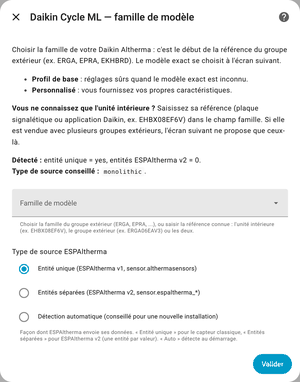 Daikin Cycle ML — famille de modèle
Choisir la famille de votre Daikin Altherma : c'est le début de la référence du groupe
extérieur (ex. ERGA, EPRA, EKHBRD). Le modèle exact se choisit à l'écran suivant.
• Profil de base : réglages sûrs quand le modèle exact est inconnu.
• Personnalisé : vous fournissez vos propres caractéristiques.
Vous ne connaissez que l'unité intérieure ? Saisissez sa référence (plaque
signalétique ou application Daikin, ex. EHBX08EF6V) dans le champ famille. Si elle
est vendue avec plusieurs groupes extérieurs, l'écran suivant ne propose que ceux-
là.
Détecté : entité unique = yes, entités ESPAltherma v2 = 0.
Type de source conseillé : monolithic .
Famille de modèle
Choisir la famille du groupe extérieur (ERGA, EPRA, ...), ou saisir la référence connue : l'unité intérieure
(ex. EHBX08EF6V), le groupe extérieur (ex. ERGA06EAV3) ou les deux.
Type de source ESPAltherma
Entité unique (ESPAltherma v1, sensor.althermasensors)
Entités séparées (ESPAltherma v2, sensor.espaltherma_*)
Détection automatique (conseillé pour une nouvelle installation)
Façon dont ESPAltherma envoie ses données. « Entité unique » pour le capteur classique, « Entités
séparées » pour ESPAltherma v2 (une entité par valeur). « Auto » détecte au démarrage.
Valider